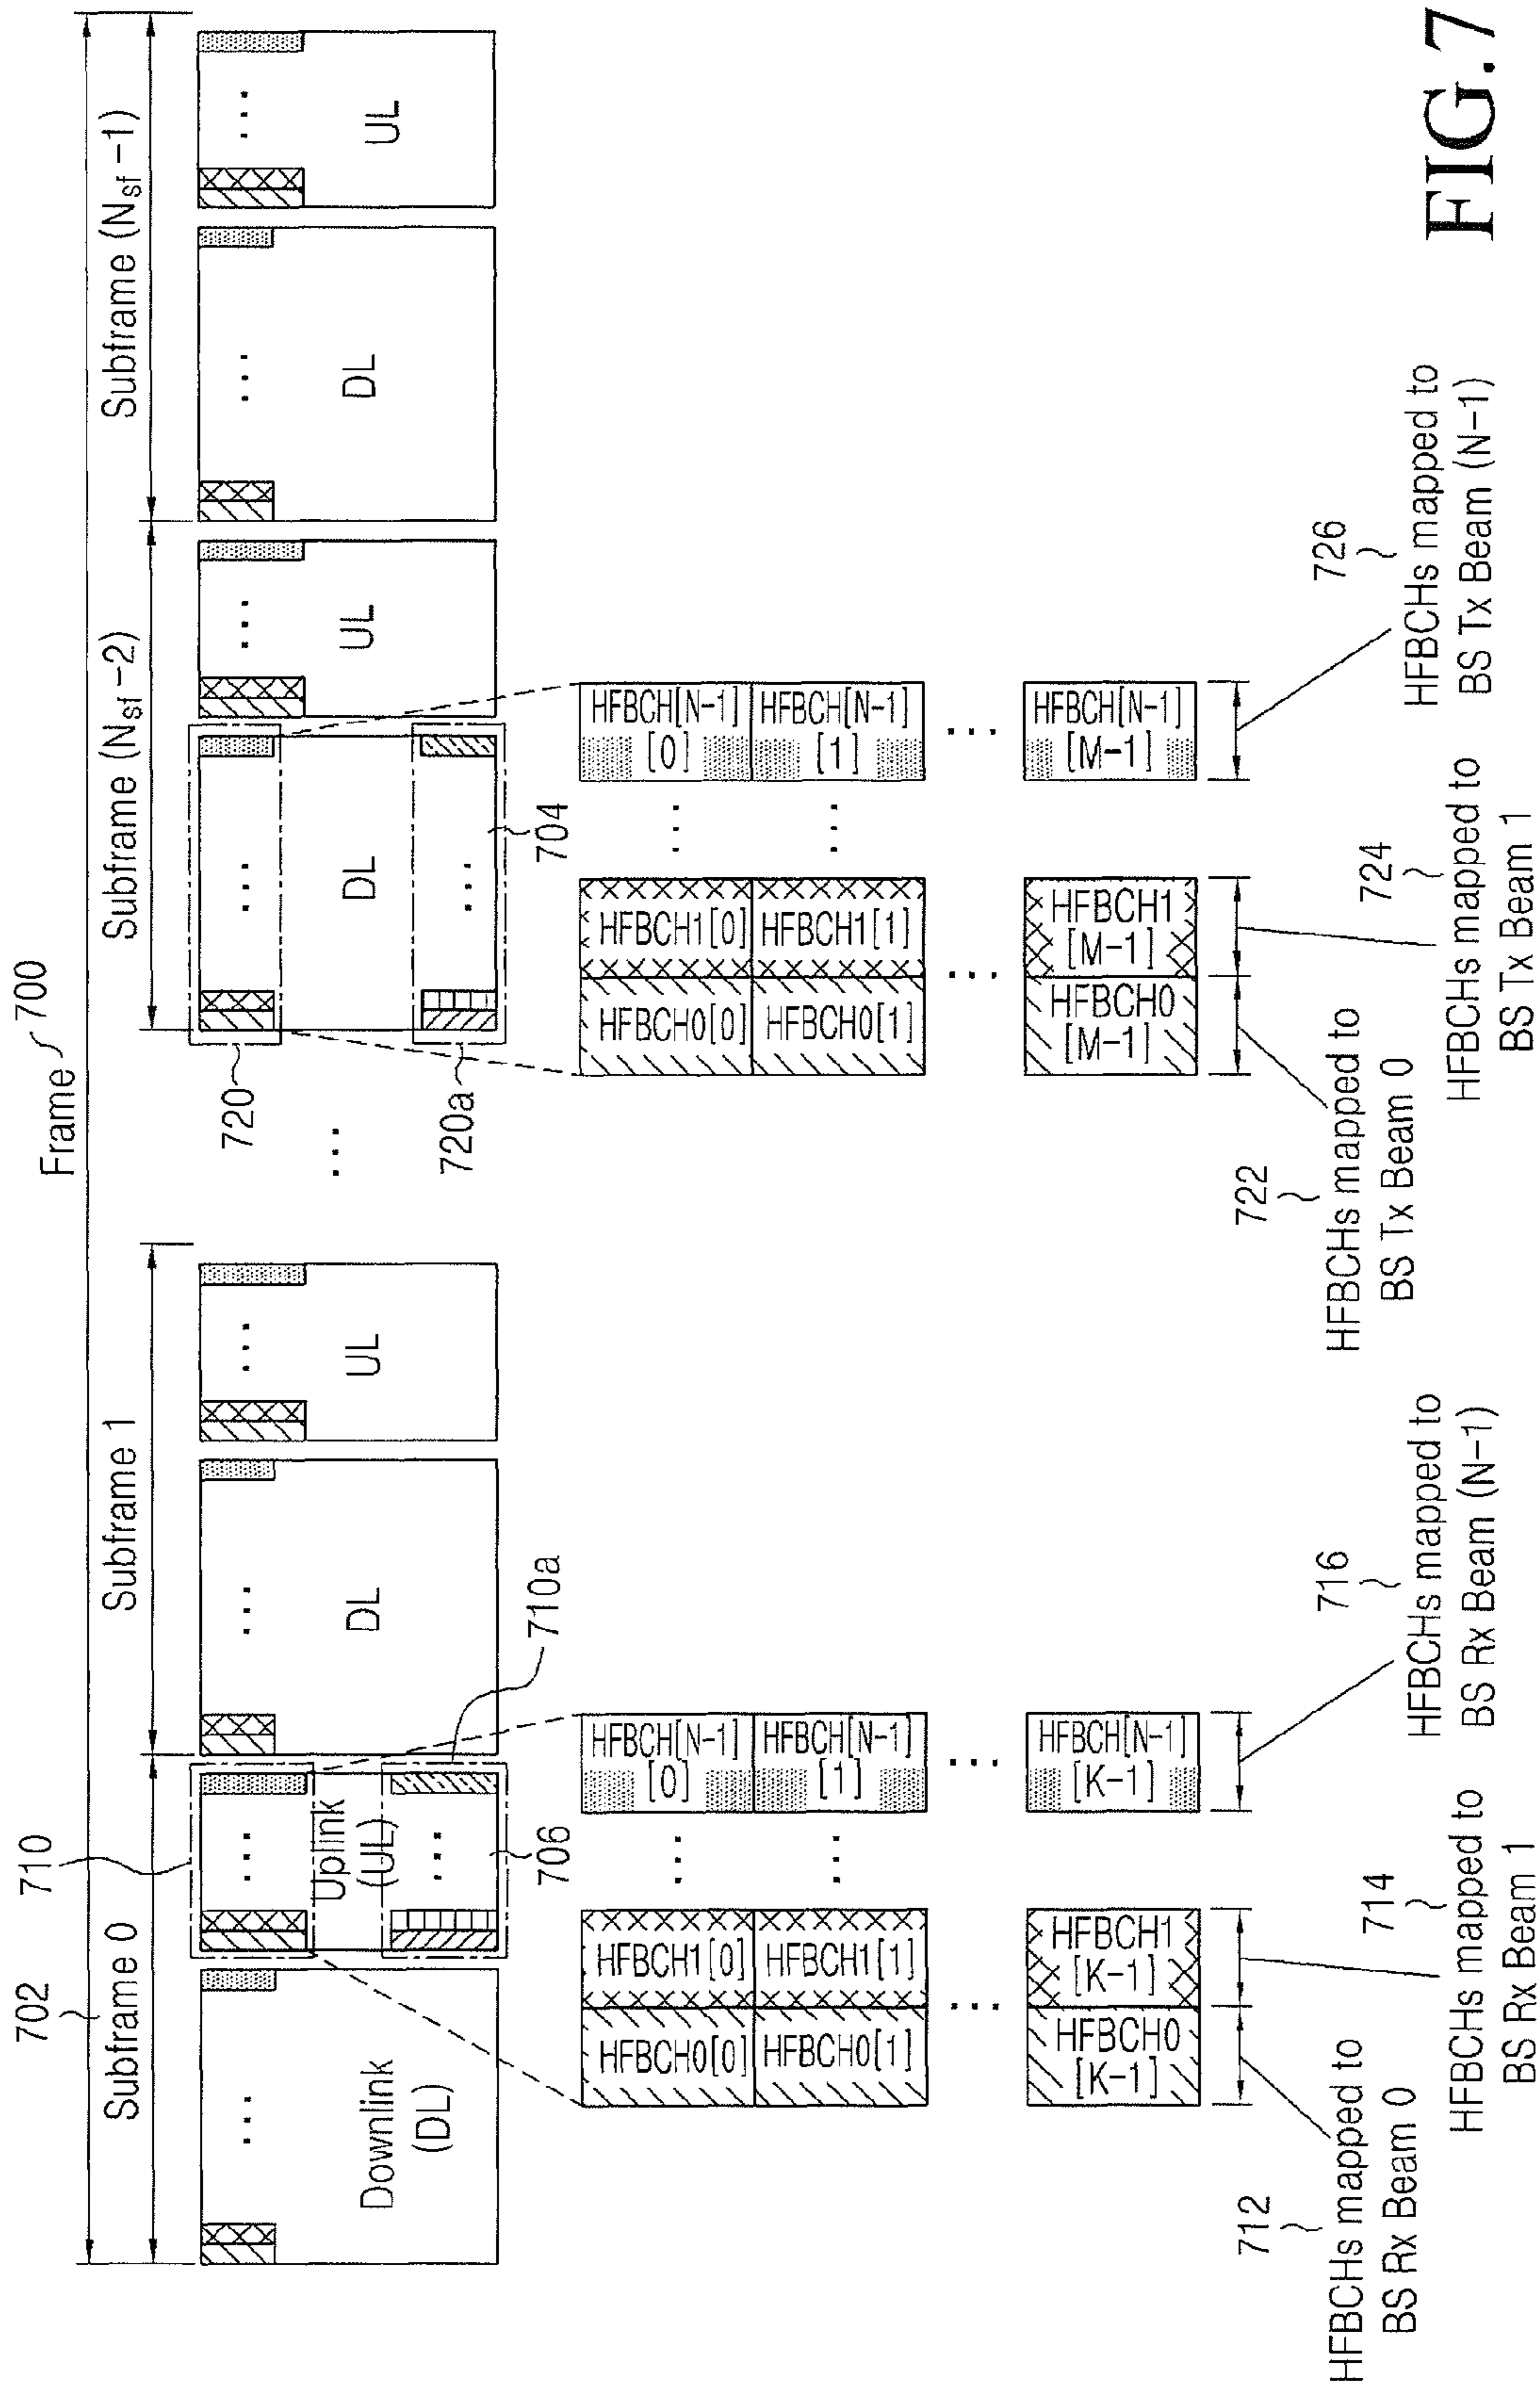 Frame 700
702
Subframe 0
Subframe 1
Subframe (Nsf-2)
Subframe (Nsf-1)
710
720
...
Downlink
(DL)
...
Uplink
(UL)
...
706
710a
...
DL
...
UL
...
...
DL
...
704
720a
...
UL
...
DL
...
UL
HFBCH0[0]
HFBCH1[0]
...
HFBCH[N-1]
[0]
HFBCH0[1]
HFBCH1[1]
...
HFBCH[N-1]
[1]
...
...
HFBCH0
[K-1]
HFBCH1
[K-1]
HFBCH[N-1]
[K-1]
HFBCH0[0]
HFBCH1[0]
...
HFBCH[N-1]
[0]
HFBCH0[1]
HFBCH1[1]
...
HFBCH[N-1]
[1]
...
...
HFBCH0
[M-1]
HFBCH1
[M-1]
HFBCH[N-1]
[M-1]
712
HFBCHs mapped to
BS Rx Beam 0
714
HFBCHs mapped to
BS Rx Beam 1
716
HFBCHs mapped to
BS Rx Beam (N-1)
722
HFBCHs mapped to
BS Tx Beam 0
724
HFBCHs mapped to
BS Tx Beam 1
726
HFBCHs mapped to
BS Tx Beam (N-1)
FIG.7